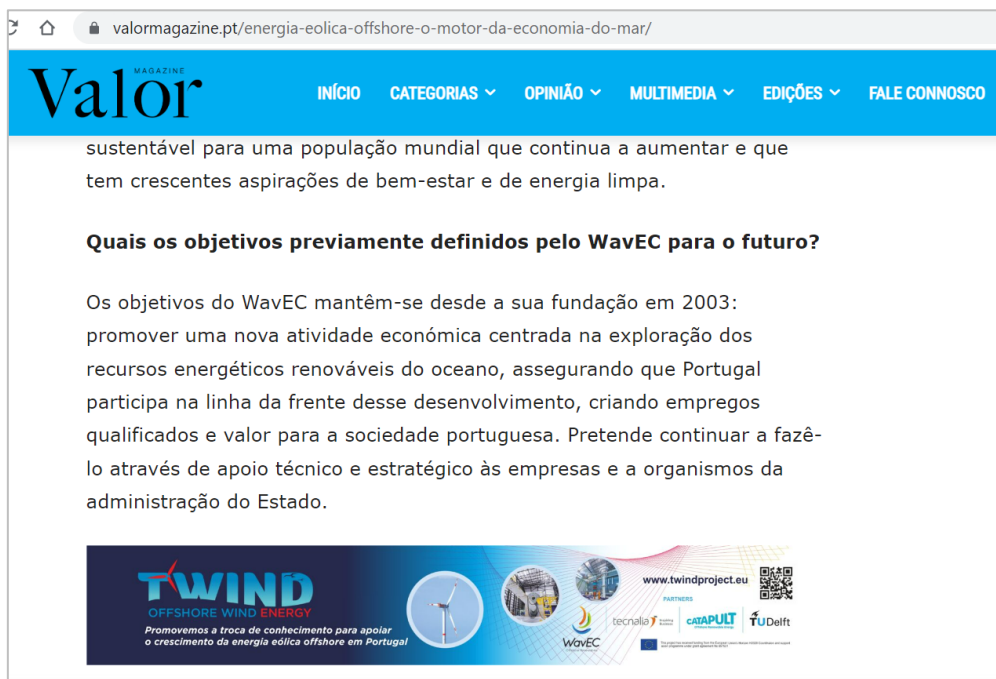 valormagazine.pt/energia-eolica-offshore-o-motor-da-economia-do-mar/
Valor MAGAZINE
INÍCIO CATEGORIAS OPINIÃO MULTIMEDIA EDIÇÕES FALE CONNOSCO
sustentável para uma população mundial que continua a aumentar e que
tem crescentes aspirações de bem-estar e de energia limpa.
Quais os objetivos previamente definidos pelo WavEC para o futuro?
Os objetivos do WavEC mantêm-se desde a sua fundação em 2003:
promover uma nova atividade económica centrada na exploração dos
recursos energéticos renováveis do oceano, assegurando que Portugal
participa na linha da frente desse desenvolvimento, criando empregos
qualificados e valor para a sociedade portuguesa. Pretende continuar a fazê-
lo através de apoio técnico e estratégico às empresas e a organismos da
administração do Estado.
TWIND
OFFSHORE WIND ENERGY
Promovemos a troca de conhecimento para apoiar
o crescimento da energia eólica offshore em Portugal
www.twindproject.eu
PARTNERS
WavEC
tecnalia
CATAPULT
TUDelft